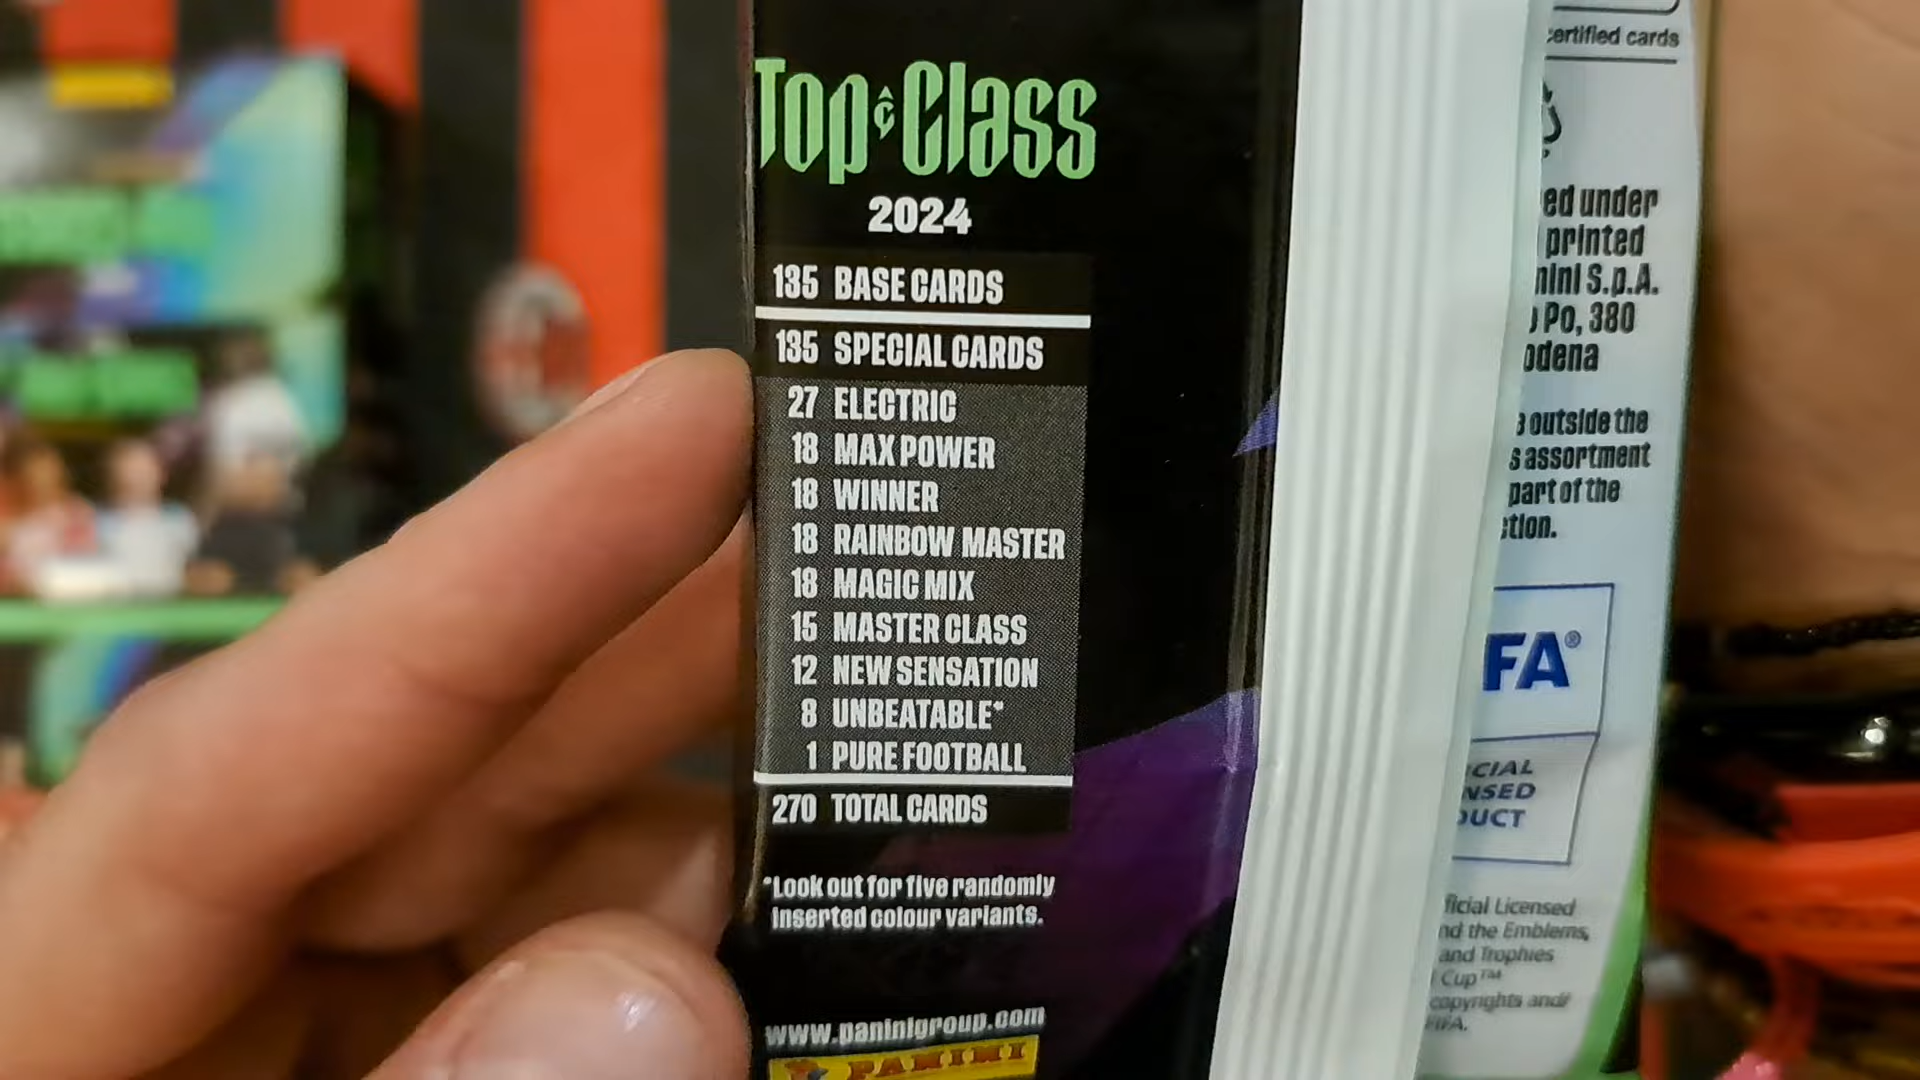 Top Class
2024
135 BASE CARDS
135 SPECIAL CARDS
27 ELECTRIC
18 MAX POWER
18 WINNER
18 RAINBOW MASTER
18 MAGIC MIX
15 MASTER CLASS
12 NEW SENSATION
8 UNBEATABLE*
1 PURE FOOTBALL
270 TOTAL CARDS
*Look out for five randomly
inserted colour variants.
www.paninigroup.com
PANINI
certified cards
ed under
printed
nini S.p.A.
Po, 380
odena
outside the
s assortment
part of the
tion.
FA®
CIAL
NSED
DUCT
ficial Licensed
nd the Emblems,
and Trophies
Cup™
copyrights and/
FIFA.